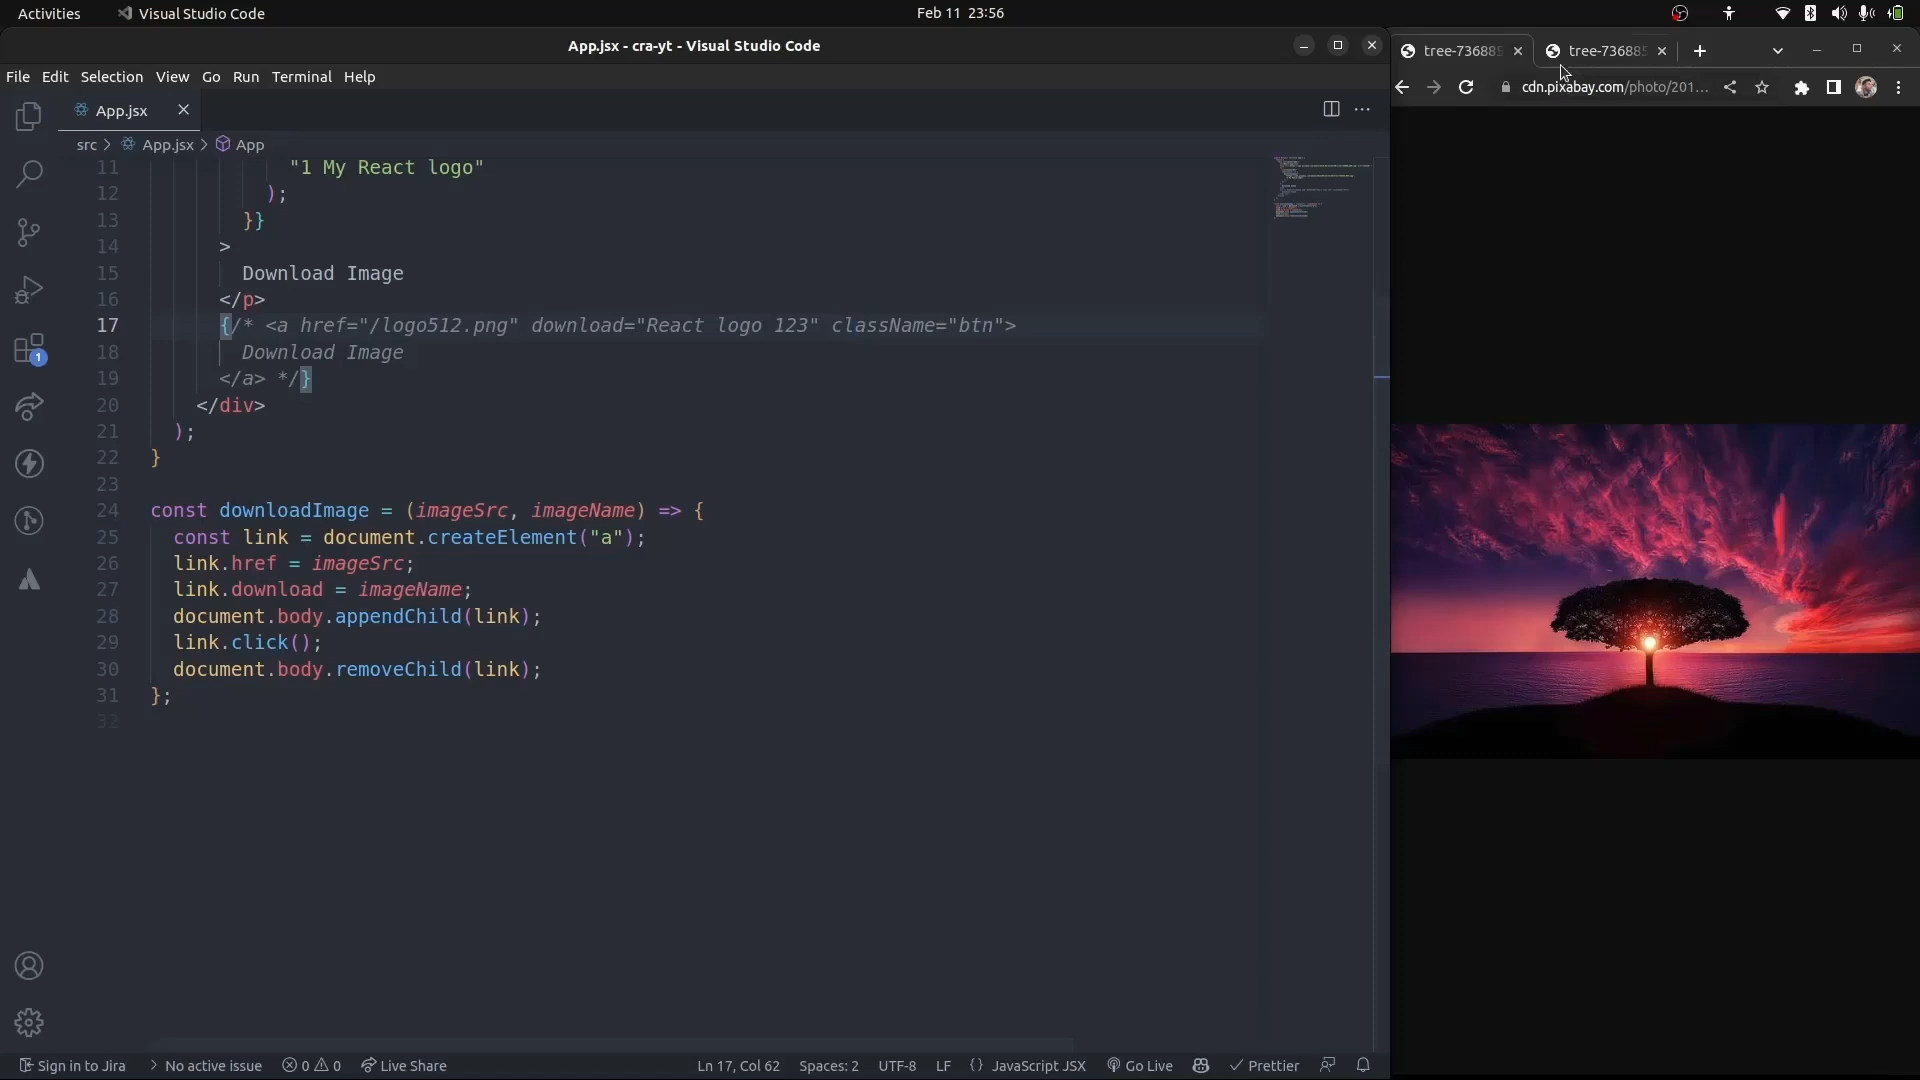 Activities
Visual Studio Code
Feb 11 23:56
App.jsx - cra-yt - Visual Studio Code
File Edit Selection View Go Run Terminal Help
App.jsx
src > App.jsx > App
11 "1 My React logo"
12 );
13 }}
14 >
15 Download Image
16 </p>
17 {/* <a href="/logo512.png" download="React logo 123" className="btn">
18 Download Image
19 </a> */}
20 </div>
21 );
22 }
23
24 const downloadImage = (imageSrc, imageName) => {
25 const link = document.createElement("a");
26 link.href = imageSrc;
27 link.download = imageName;
28 document.body.appendChild(link);
29 link.click();
30 document.body.removeChild(link);
31 };
32
1
Sign in to Jira
No active issue
0 0
Live Share
Ln 17, Col 62
Spaces: 2
UTF-8
LF
{} JavaScript JSX
Go Live
Prettier
tree-73688
tree-73688
cdn.pixabay.com/photo/201...